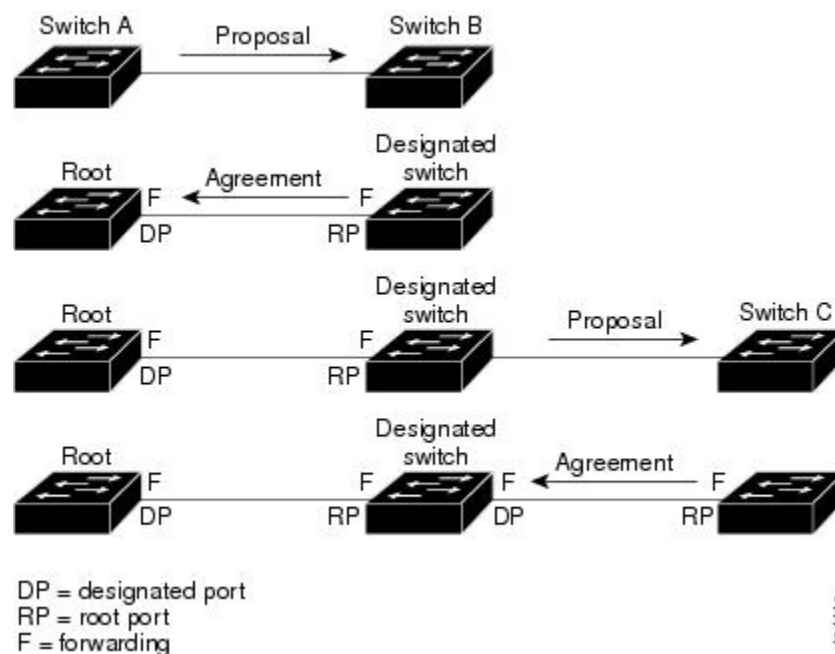 Switch A
Proposal
Switch B
Root
F
Agreement
Designated
switch
F
DP
RP
Root
F
Designated
switch
F
Proposal
Switch C
DP
RP
Root
F
Designated
switch
F
F
Agreement
F
DP
RP
DP
RP
DP = designated port
RP = root port
F = forwarding